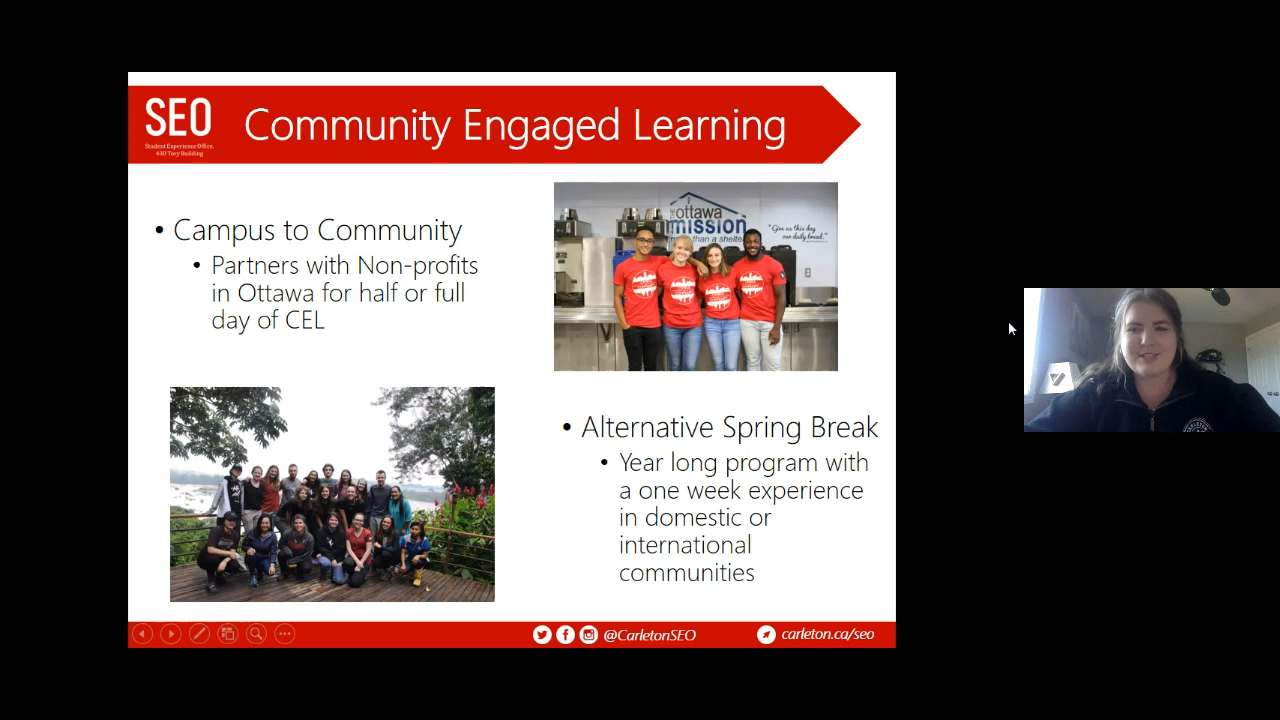 SEO
Student Experience Office
430 Tory Building
Community Engaged Learning
• Campus to Community
• Partners with Non-profits
in Ottawa for half or full
day of CEL
THE
Ottawa
mission
than a shelter
"Give us this day
our daily bread."
• Alternative Spring Break
• Year long program with
a one week experience
in domestic or
international
communities
@CarletonSEO
carleton.ca/seo